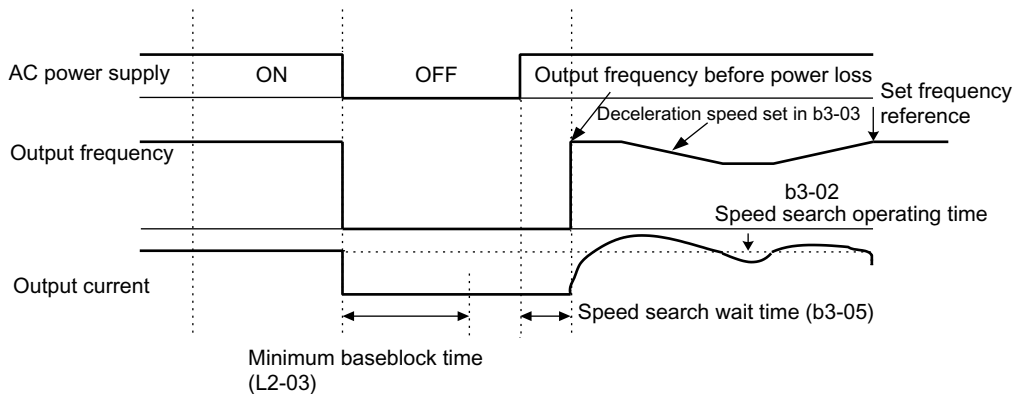 AC power supply
ON
OFF
Output frequency before power loss
Deceleration speed set in b3-03
Set frequency
reference
Output frequency
b3-02
Speed search operating time
Output current
Speed search wait time (b3-05)
Minimum baseblock time
(L2-03)